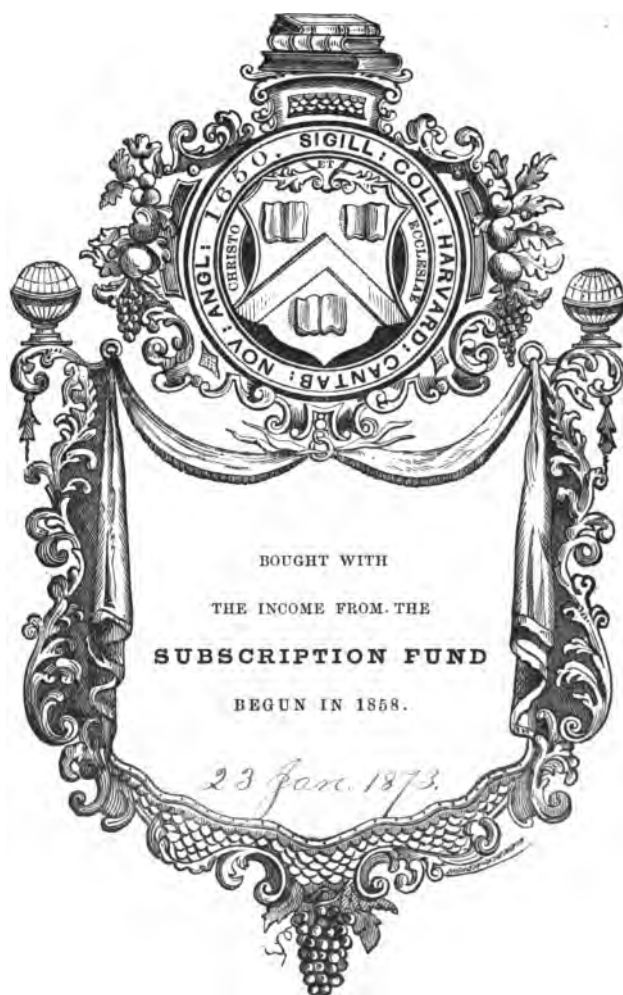 SIGILL : COLL : HARVARD : CANTAB : NOV : ANGL : 1650.
ET
CHRISTO
ECCLESIAE
BOUGHT WITH
THE INCOME FROM THE
SUBSCRIPTION FUND
BEGUN IN 1858.
23 Jan. 1873.